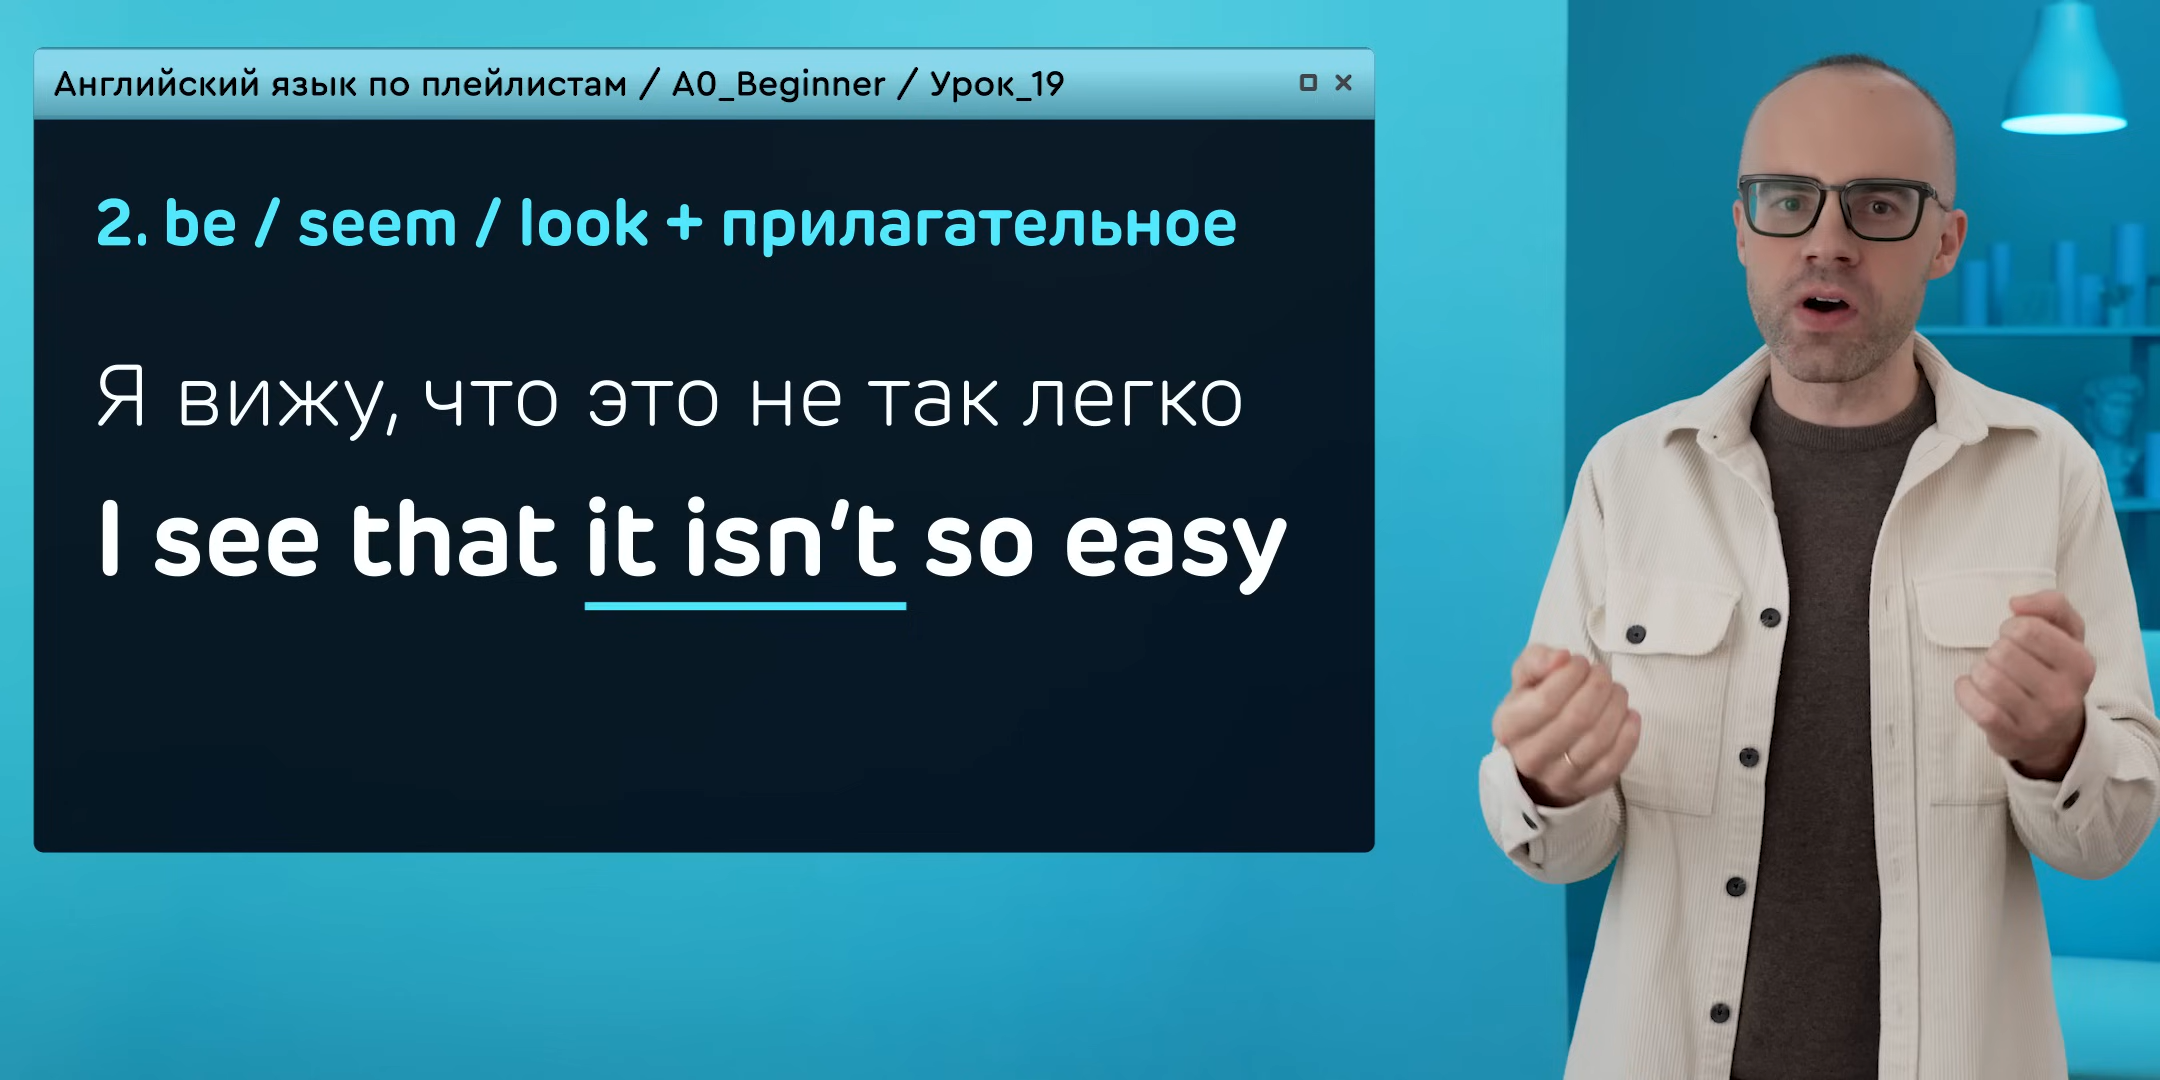 Английский язык по плейлистам / A0_Beginner / Урок_19
2. be / seem / look + прилагательное
Я вижу, что это не так легко
I see that it isn’t so easy